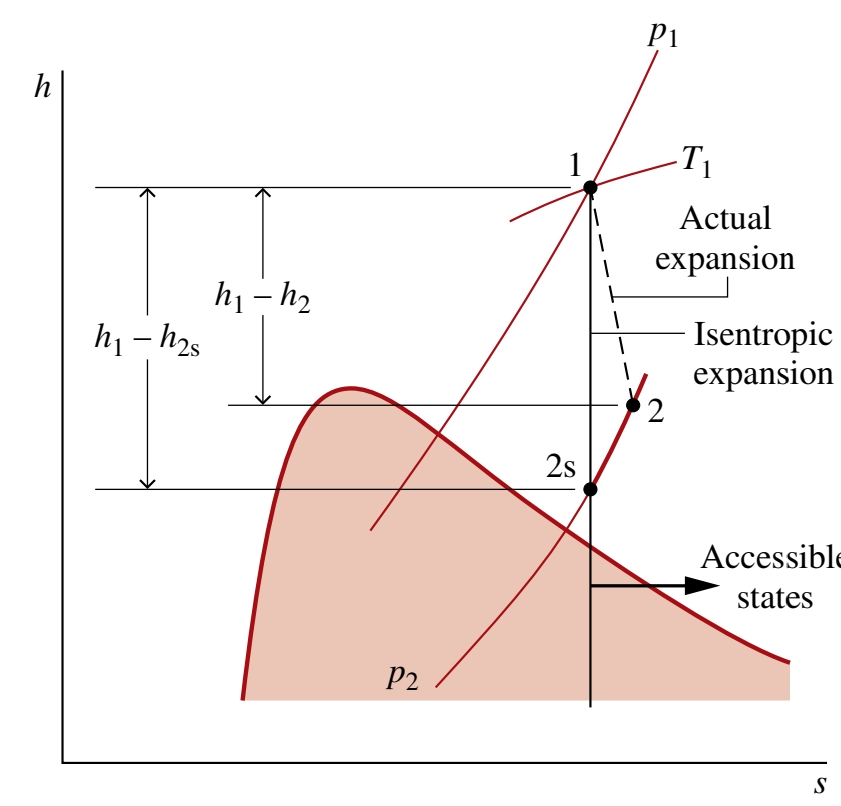 p₁
h
1
T₁
Actual
expansion
h₁ – h₂
h₁ – h₂ₛ
Isentropic
expansion
2
2s
Accessible
states
p₂
s